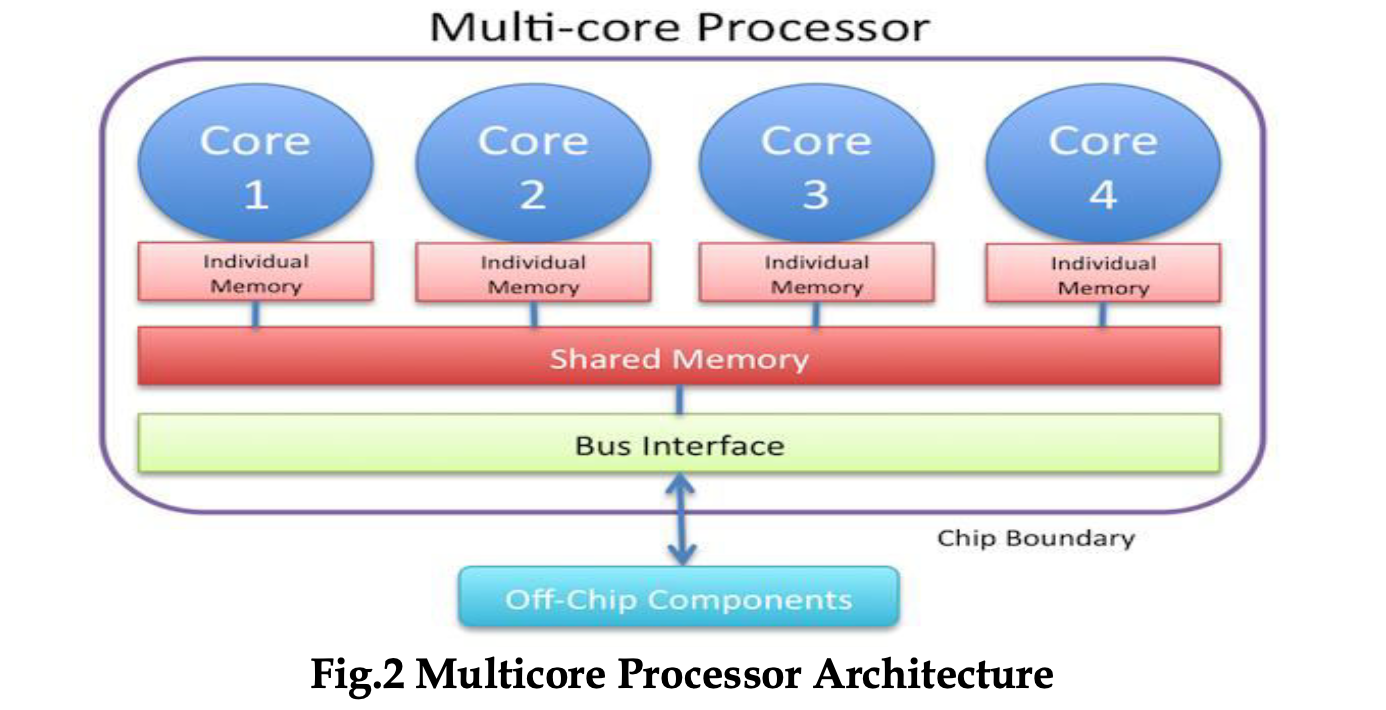 Multi-core Processor
Core
1
Core
2
Core
3
Core
4
Individual
Memory
Individual
Memory
Individual
Memory
Individual
Memory
Shared Memory
Bus Interface
Chip Boundary
Off-Chip Components
Fig.2 Multicore Processor Architecture